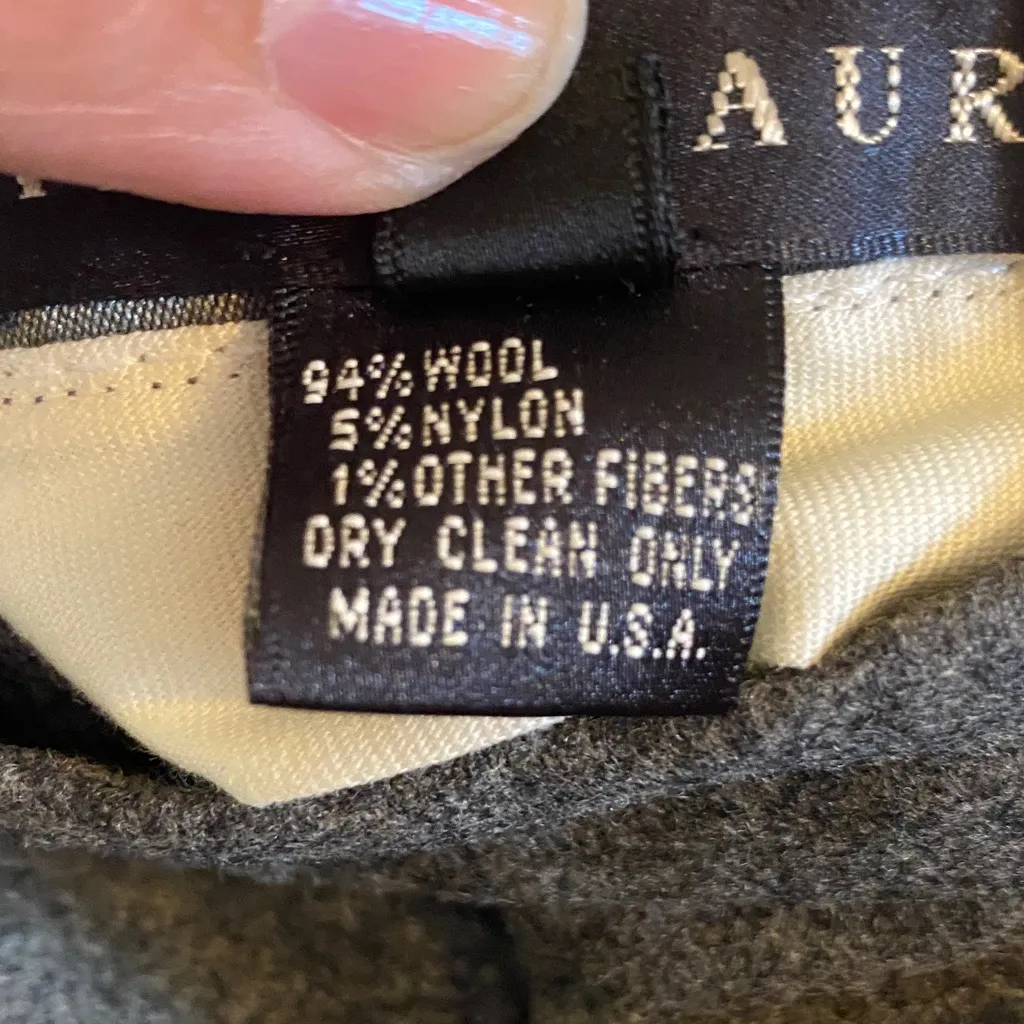 AUR
94% WOOL
5% NYLON
1% OTHER FIBERS
DRY CLEAN ONLY
MADE IN U.S.A.